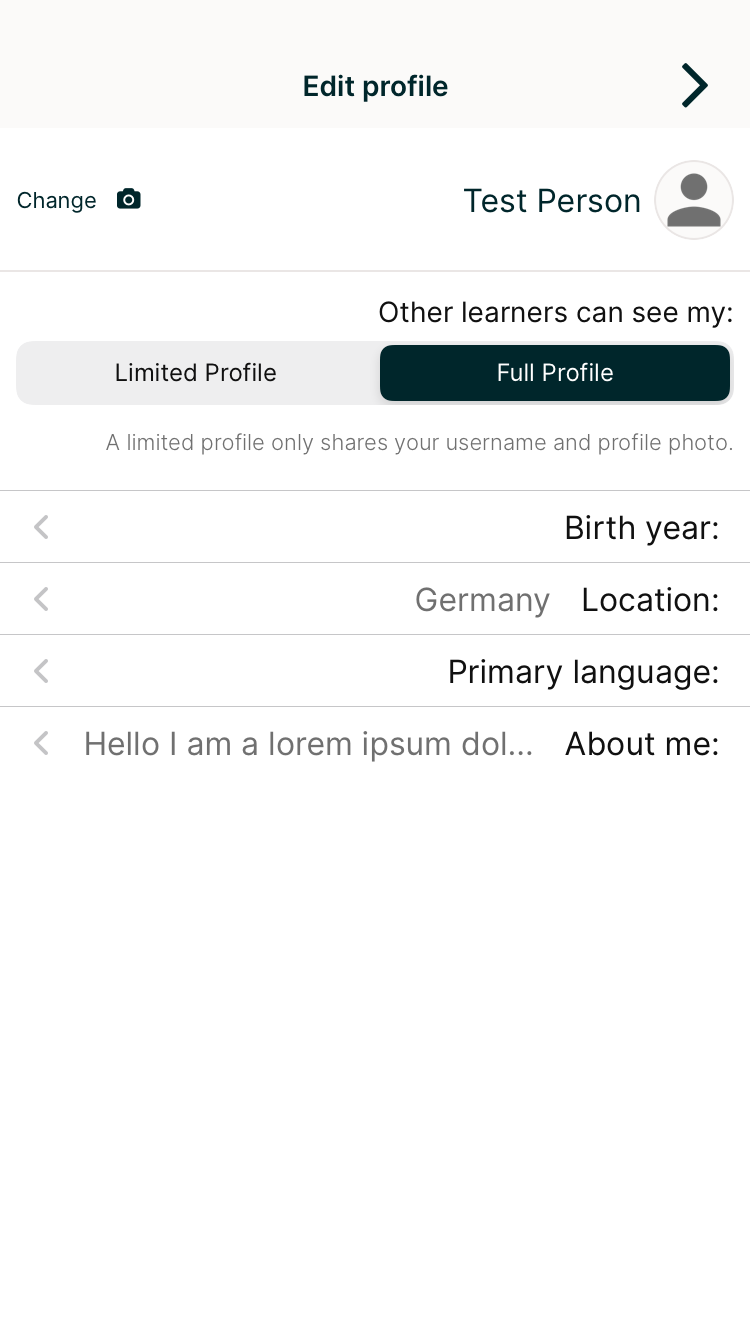 Edit profile
Test Person
Change
Other learners can see my:
Limited Profile
Full Profile
A limited profile only shares your username and profile photo.
Birth year:
Location: Germany
Primary language:
About me: Hello I am a lorem ipsum dol...